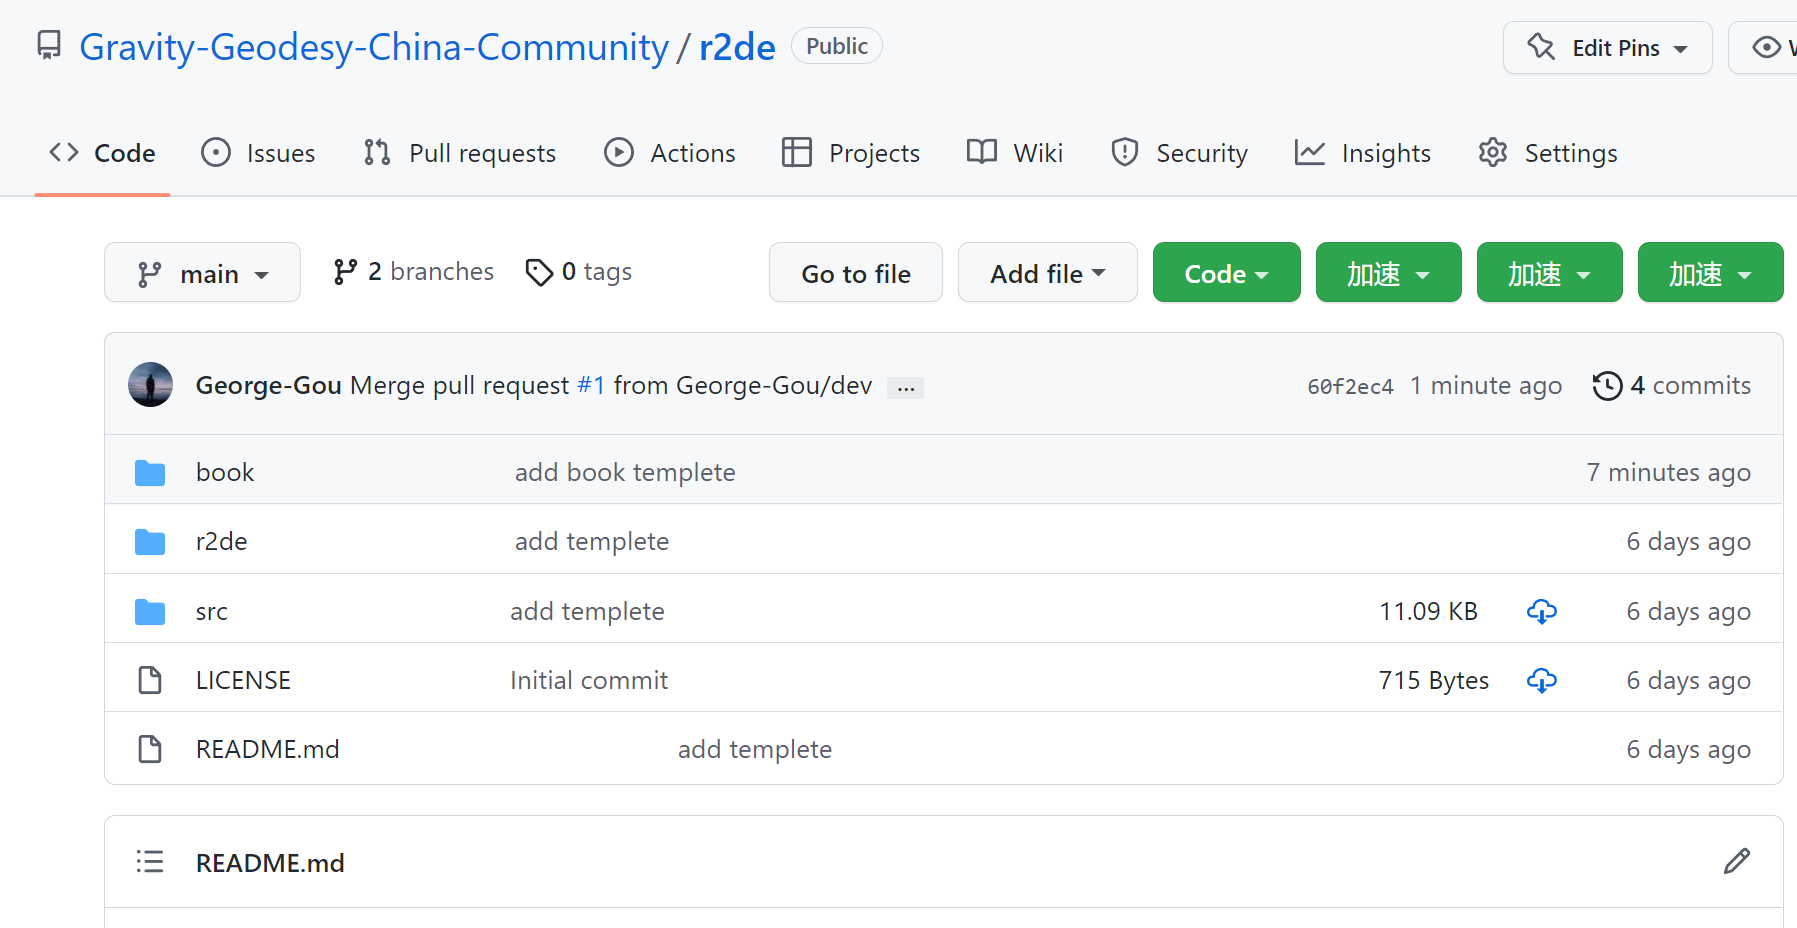 Gravity-Geodesy-China-Community / r2de Public Edit Pins
Code Issues Pull requests Actions Projects Wiki Security Insights Settings
main 2 branches 0 tags Go to file Add file Code 加速 加速 加速
George-Gou Merge pull request #1 from George-Gou/dev ... 60f2ec4 1 minute ago 4 commits
book add book templete 7 minutes ago
r2de add templete 6 days ago
src add templete 11.09 KB 6 days ago
LICENSE Initial commit 715 Bytes 6 days ago
README.md add templete 6 days ago
README.md